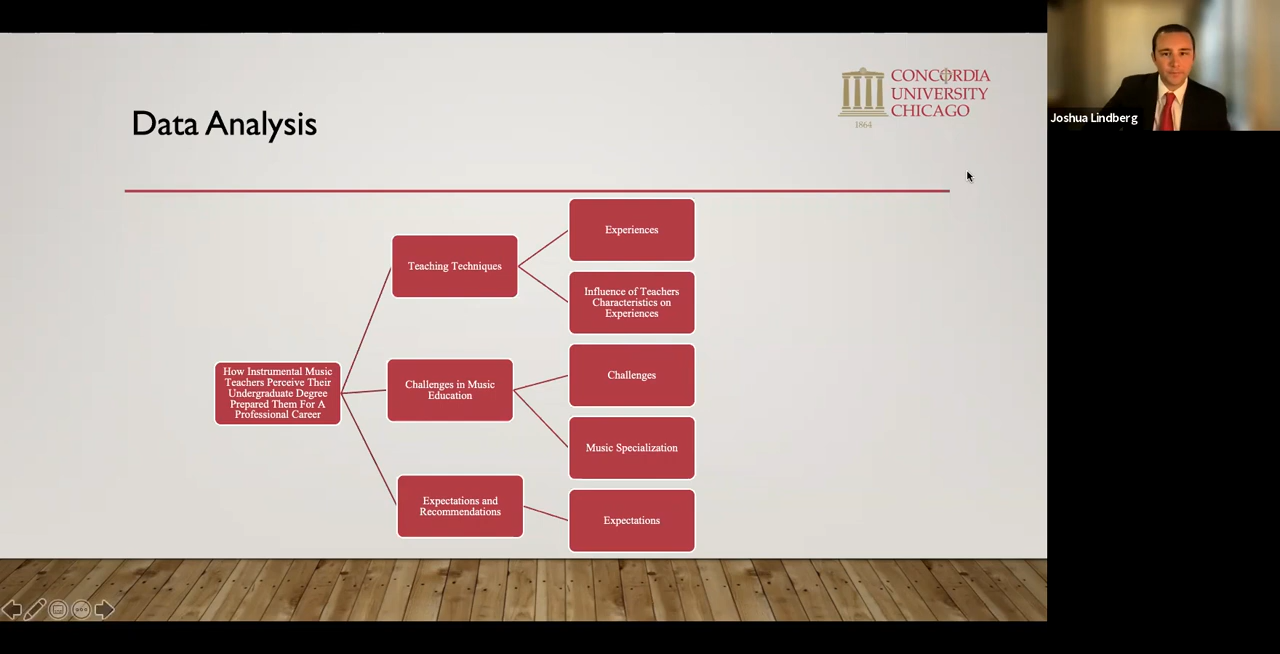 CONCORDIA
UNIVERSITY
CHICAGO
1864
Joshua Lindberg
Data Analysis
Experiences
Teaching Techniques
Influence of Teachers
Characteristics on
Experiences
How Instrumental Music
Teachers Perceive Their
Undergraduate Degree
Prepared Them For A
Professional Career
Challenges in Music
Education
Challenges
Music Specialization
Expectations and
Recommendations
Expectations